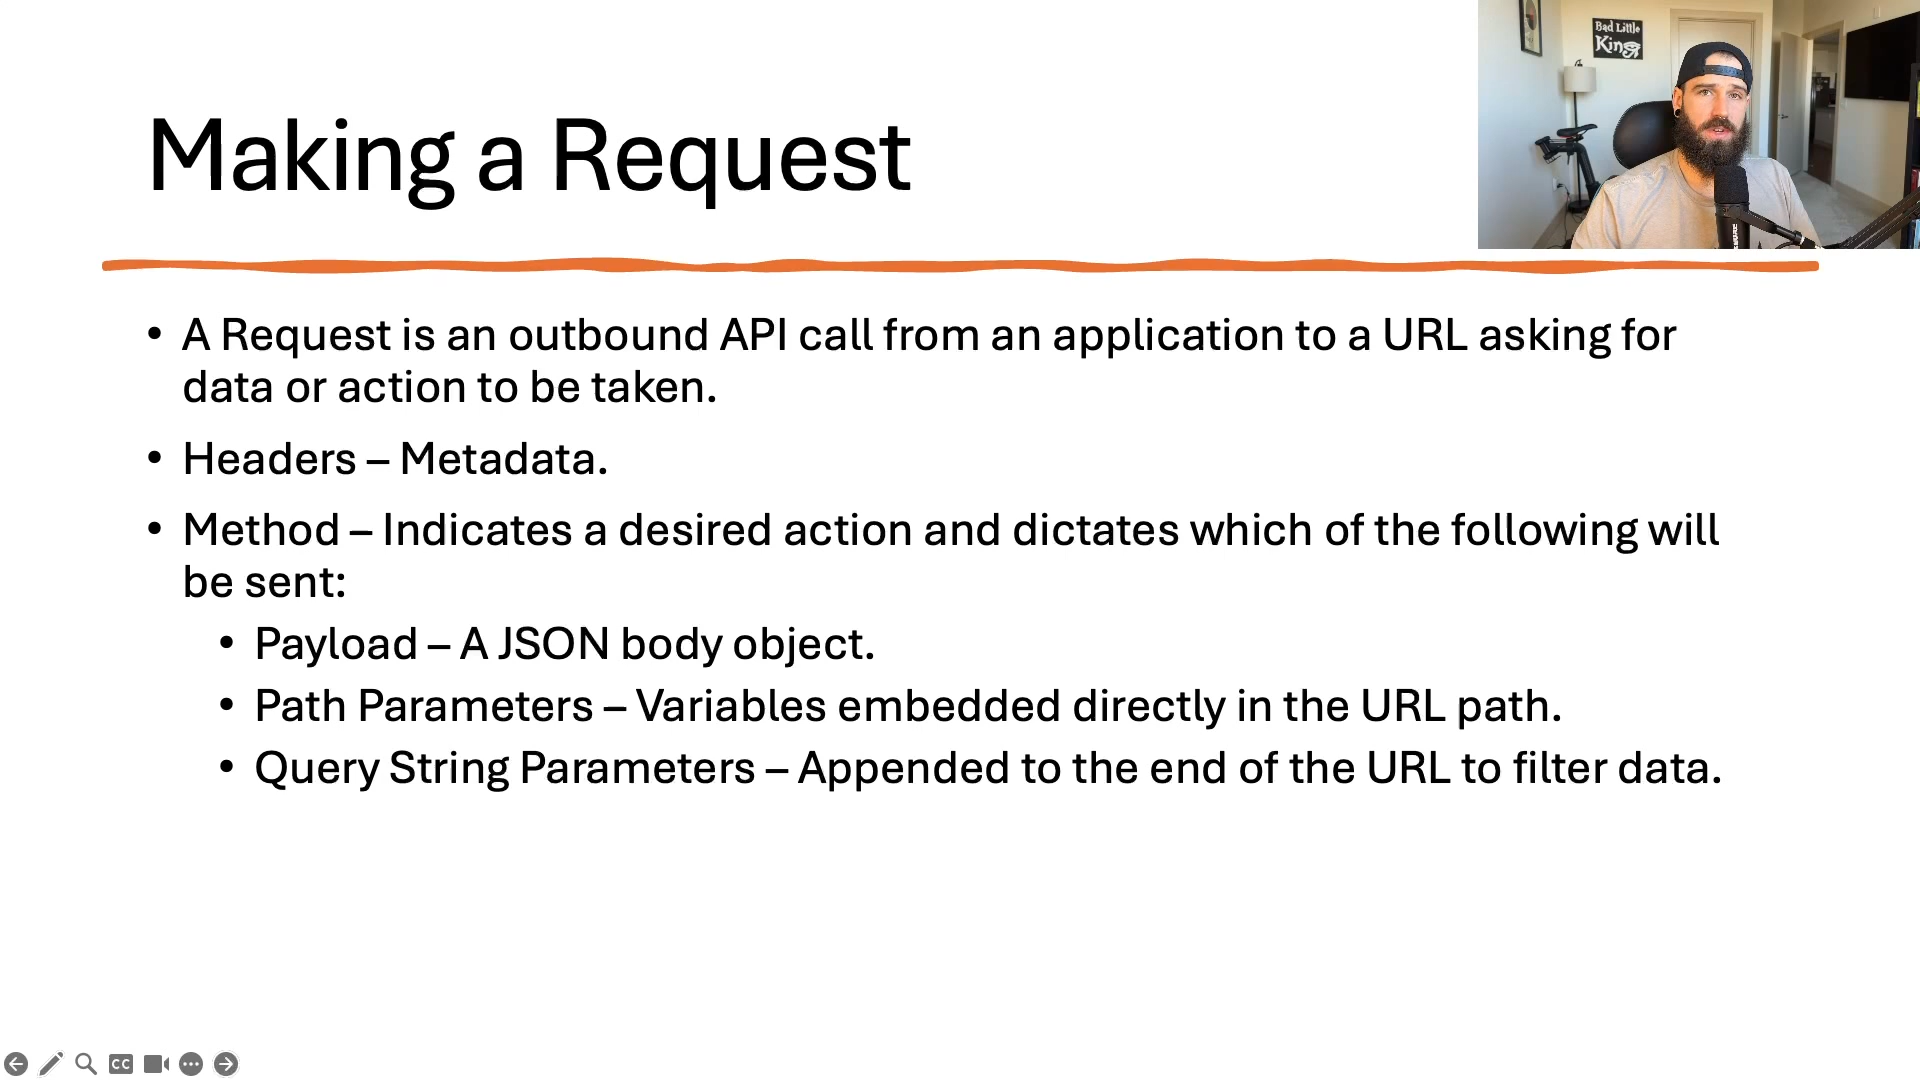 Bad Little
King
Making a Request
• A Request is an outbound API call from an application to a URL asking for
data or action to be taken.
• Headers – Metadata.
• Method – Indicates a desired action and dictates which of the following will
be sent:
• Payload – A JSON body object.
• Path Parameters – Variables embedded directly in the URL path.
• Query String Parameters – Appended to the end of the URL to filter data.
CC